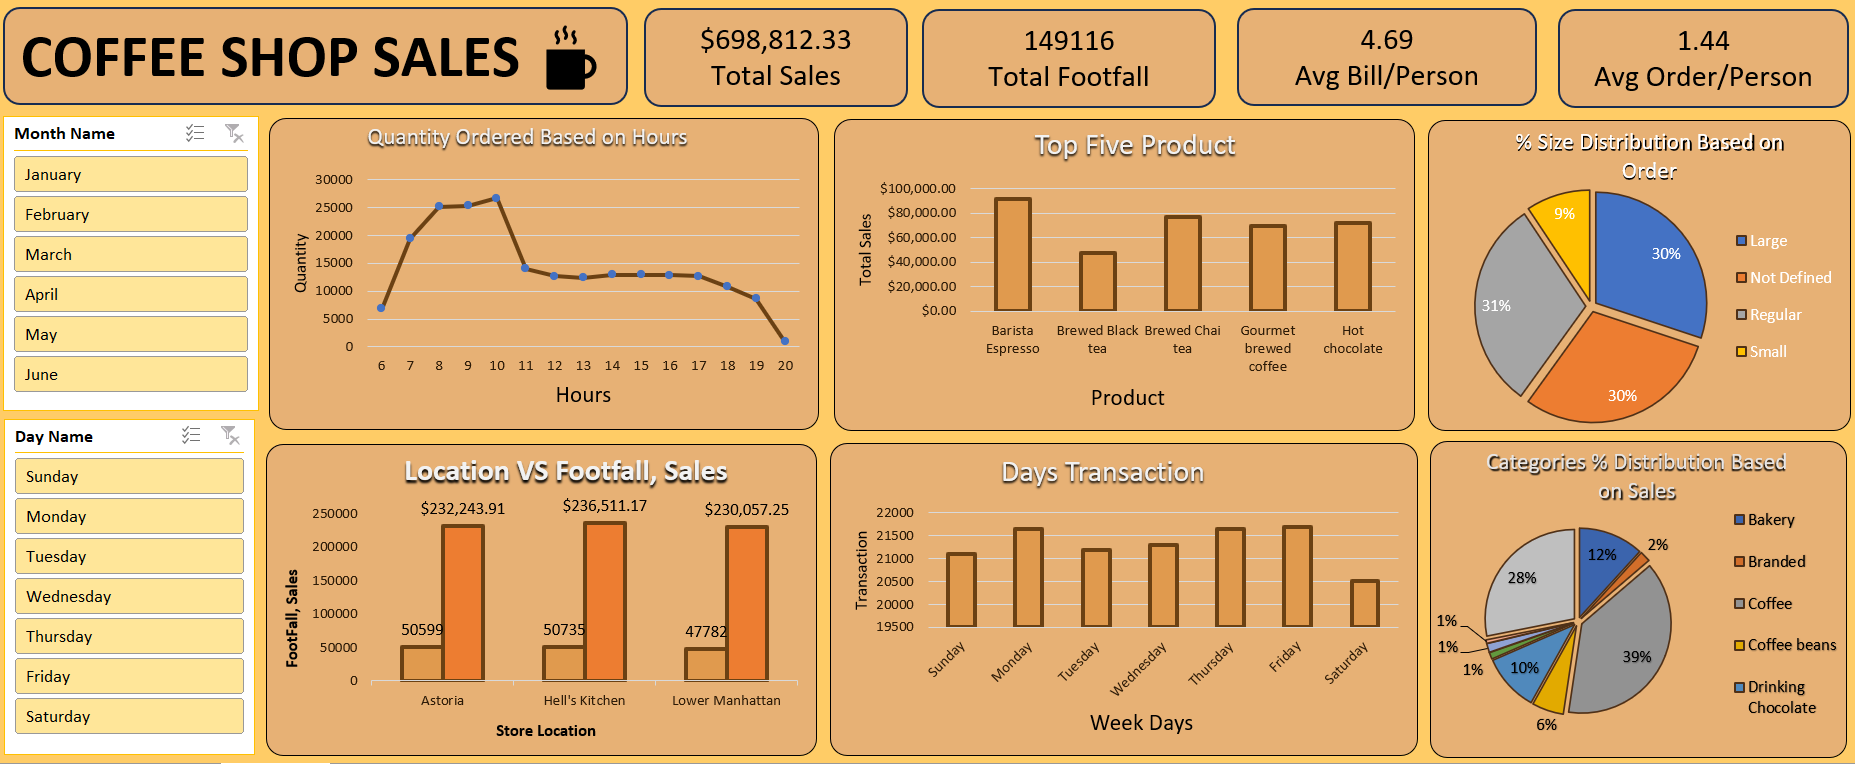 COFFEE SHOP SALES
$698,812.33
Total Sales
149116
Total Footfall
4.69
Avg Bill/Person
1.44
Avg Order/Person
Month Name
January
February
March
April
May
June
Day Name
Sunday
Monday
Tuesday
Wednesday
Thursday
Friday
Saturday
Quantity Ordered Based on Hours
Quantity
30000
25000
20000
15000
10000
5000
0
6 7 8 9 10 11 12 13 14 15 16 17 18 19 20
Hours
Top Five Product
Total Sales
$100,000.00
$80,000.00
$60,000.00
$40,000.00
$20,000.00
$0.00
Barista
Espresso
Brewed Black
tea
Brewed Chai
tea
Gourmet
brewed
coffee
Hot
chocolate
Product
% Size Distribution Based on
Order
9%
30%
31%
30%
Large
Not Defined
Regular
Small
Location VS Footfall, Sales
FootFall, Sales
250000
200000
150000
100000
50000
0
$232,243.91
$236,511.17
$230,057.25
50599
50735
47782
Astoria
Hell's Kitchen
Lower Manhattan
Store Location
Days Transaction
Transaction
22000
21500
21000
20500
20000
19500
Sunday
Monday
Tuesday
Wednesday
Thursday
Friday
Saturday
Week Days
Categories % Distribution Based
on Sales
12%
2%
28%
39%
1%
1%
1%
10%
6%
Bakery
Branded
Coffee
Coffee beans
Drinking
Chocolate